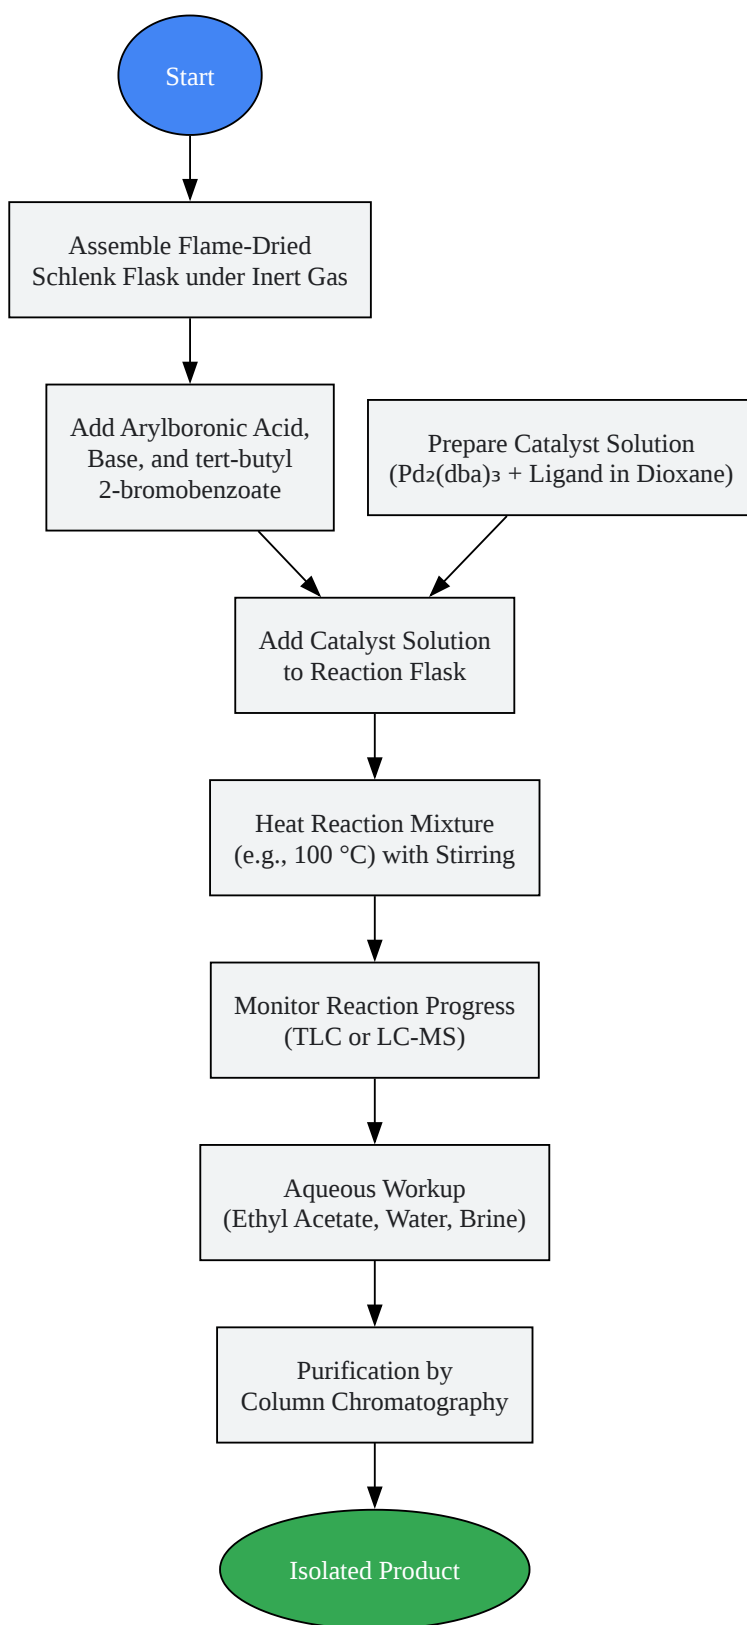 Start
Assemble Flame-Dried
Schlenk Flask under Inert Gas
Add Arylboronic Acid,
Base, and tert-butyl
2-bromobenzoate
Prepare Catalyst Solution
(Pd₂(dba)₃ + Ligand in Dioxane)
Add Catalyst Solution
to Reaction Flask
Heat Reaction Mixture
(e.g., 100 °C) with Stirring
Monitor Reaction Progress
(TLC or LC-MS)
Aqueous Workup
(Ethyl Acetate, Water, Brine)
Purification by
Column Chromatography
Isolated Product